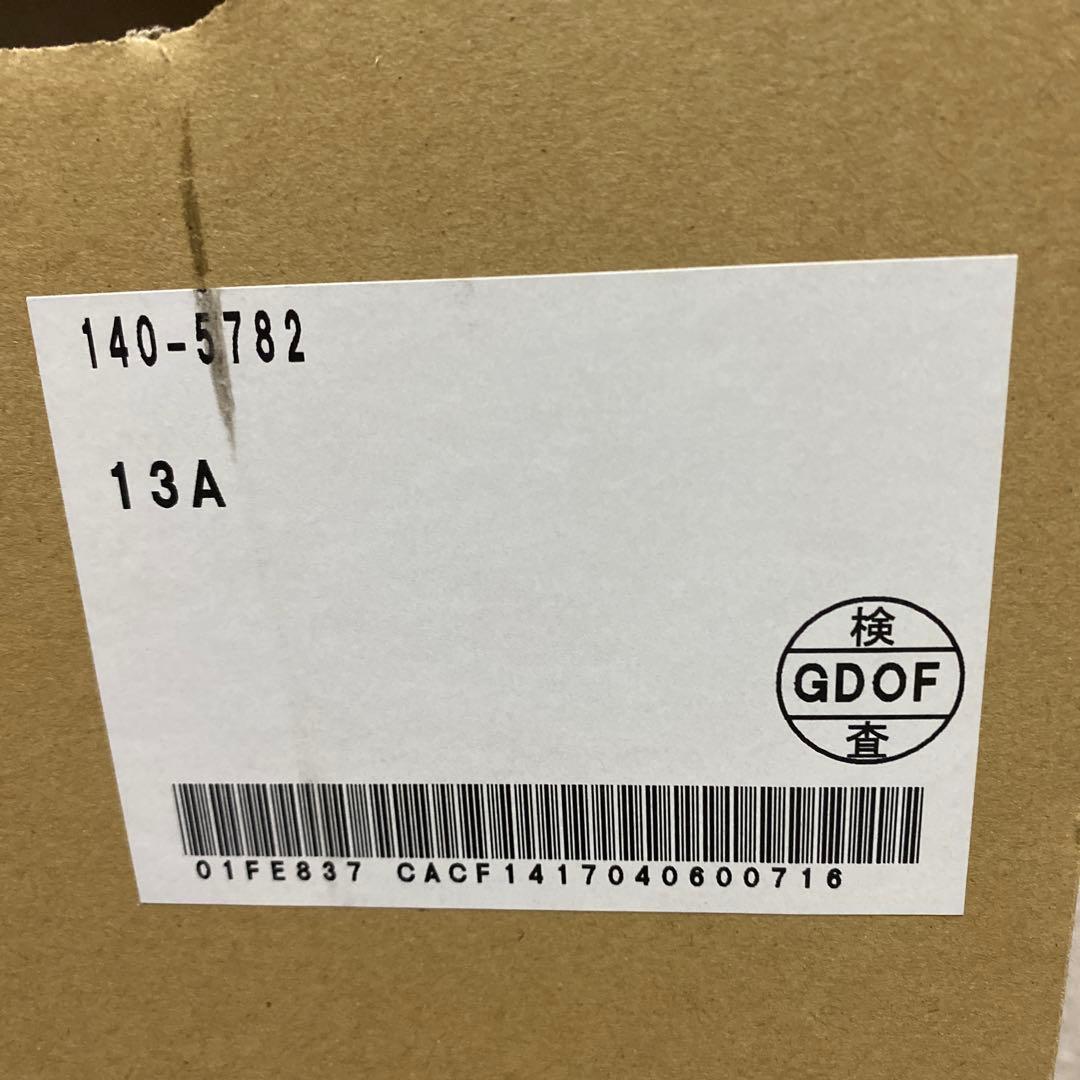 140-5782
13A
検
GDOF
査
01FE837 CACF1417040600716